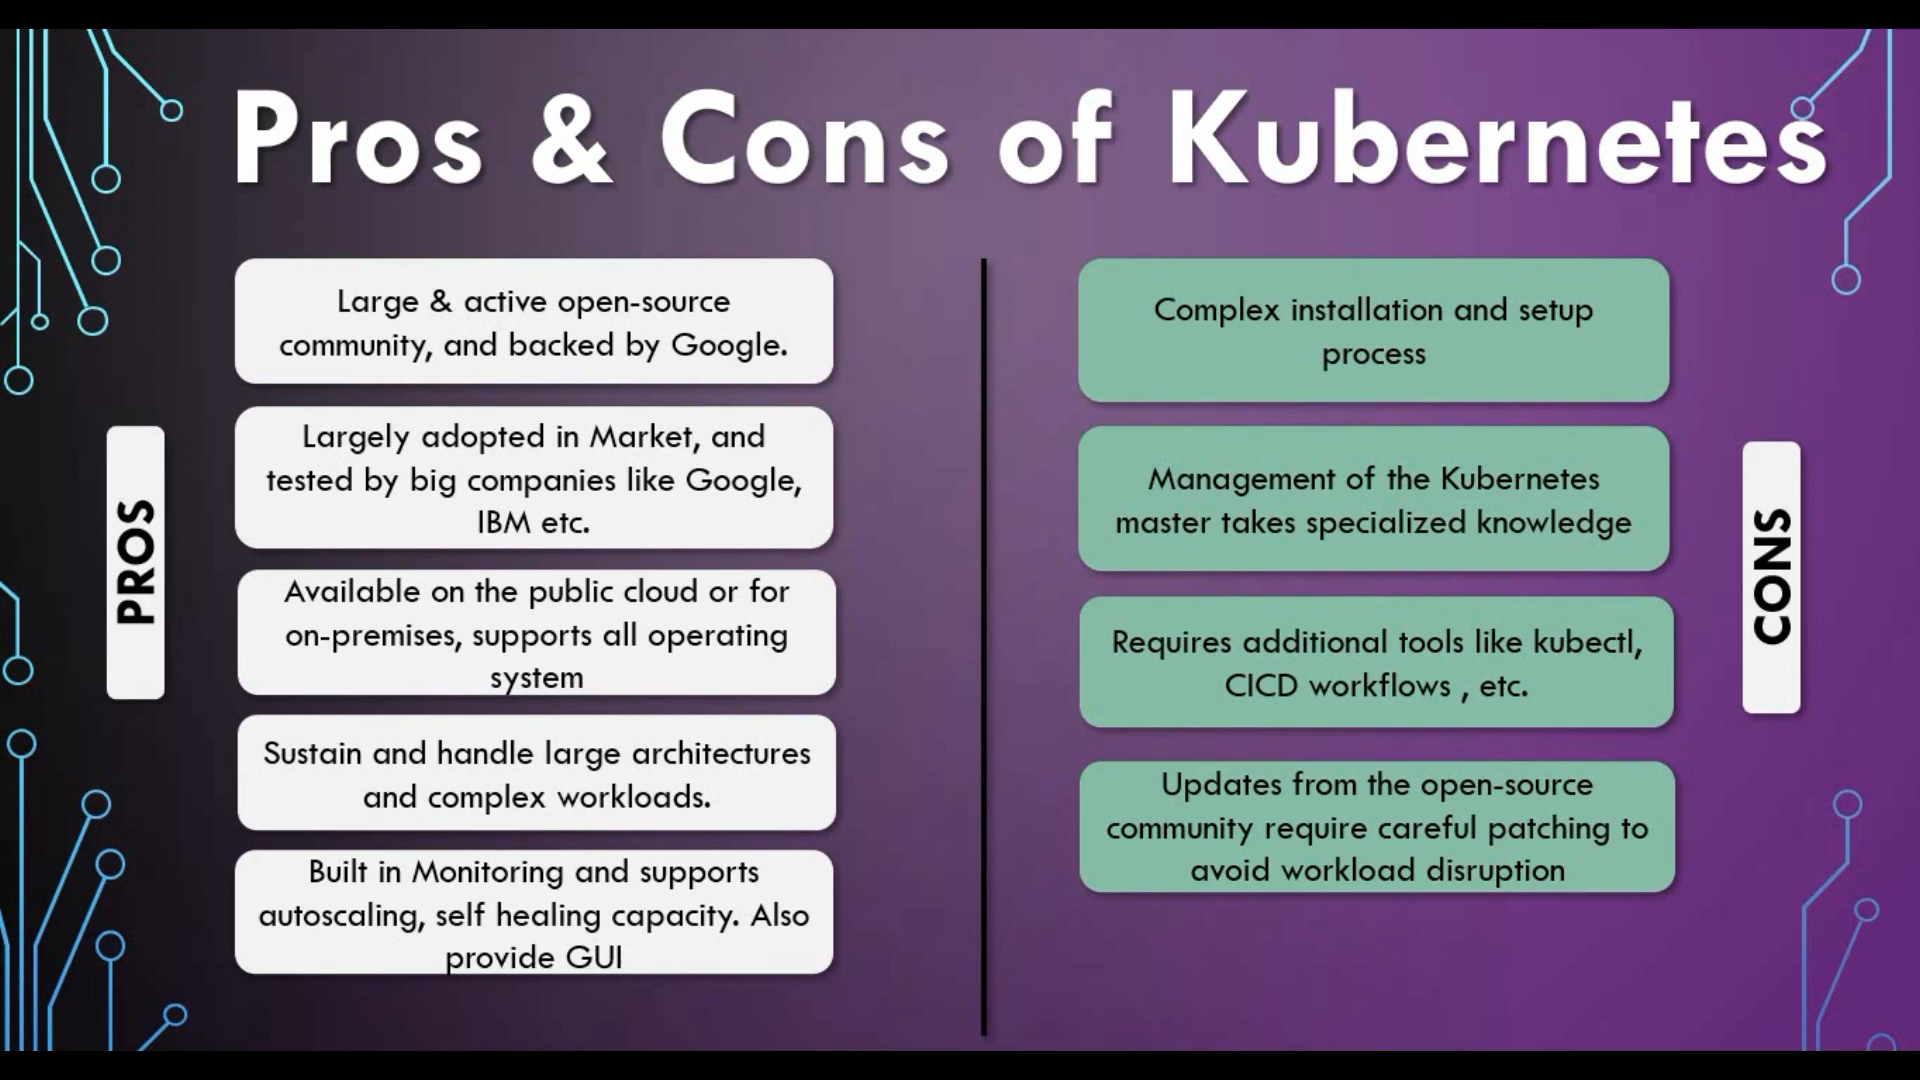 Pros & Cons of Kubernetes
PROS
Large & active open-source
community, and backed by Google.
Largely adopted in Market, and
tested by big companies like Google,
IBM etc.
Available on the public cloud or for
on-premises, supports all operating
system
Sustain and handle large architectures
and complex workloads.
Built in Monitoring and supports
autoscaling, self healing capacity. Also
provide GUI
Complex installation and setup
process
Management of the Kubernetes
master takes specialized knowledge
Requires additional tools like kubectl,
CICD workflows , etc.
Updates from the open-source
community require careful patching to
avoid workload disruption
CONS